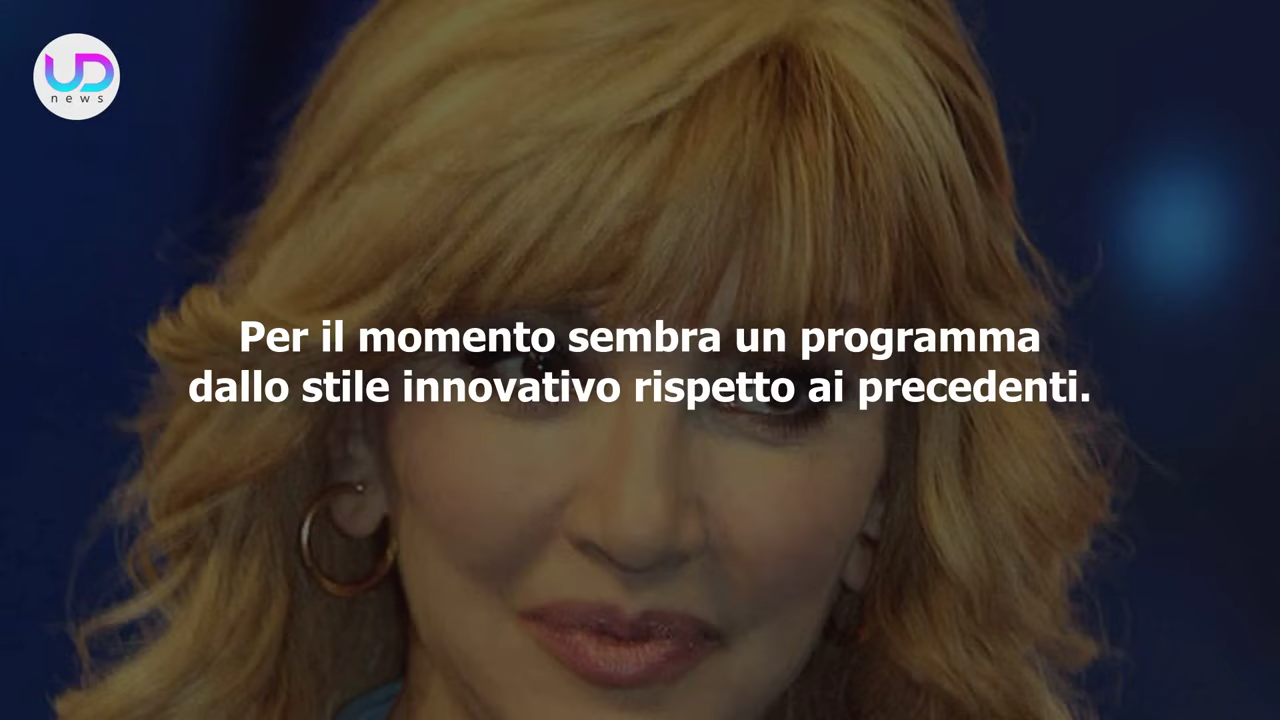 UD
news
Per il momento sembra un programma
dallo stile innovativo rispetto ai precedenti.